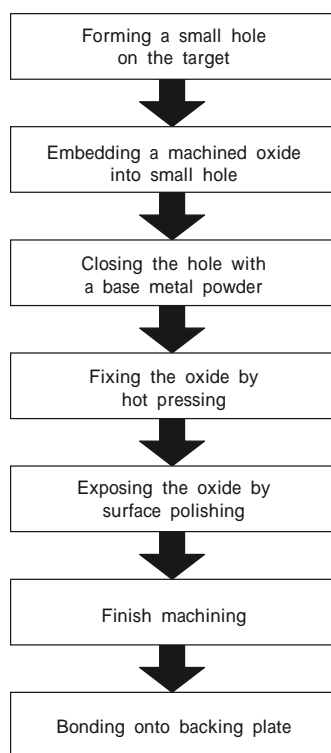 Forming a small hole
on the target
Embedding a machined oxide
into small hole
Closing the hole with
a base metal powder
Fixing the oxide by
hot pressing
Exposing the oxide by
surface polishing
Finish machining
Bonding onto backing plate